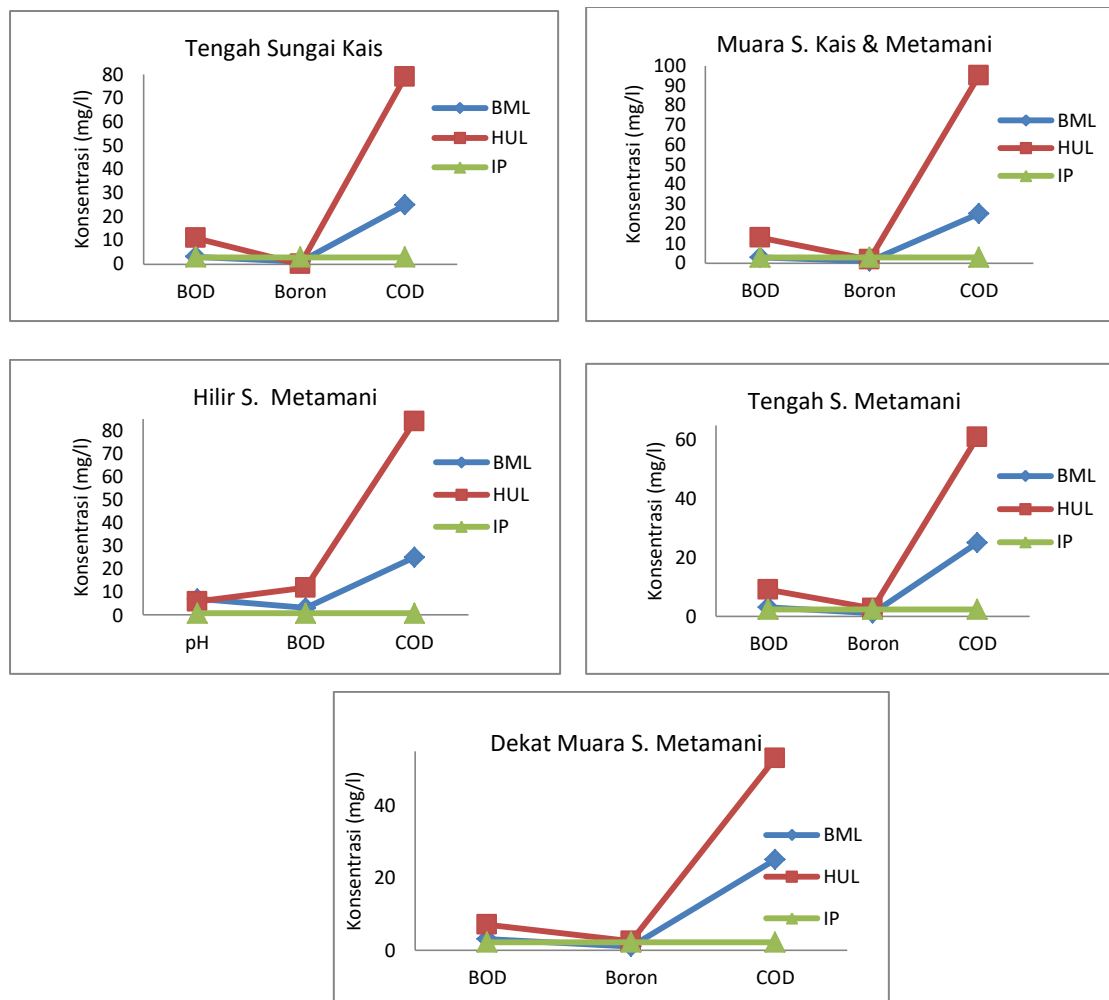 Tengah Sungai Kais
Konsentrasi (mg/l)
80
70
60
50
40
30
20
10
0
BOD Boron COD
BML
HUL
IP
Muara S. Kais & Metamani
Konsentrasi (mg/l)
100
90
80
70
60
50
40
30
20
10
0
BOD Boron COD
BML
HUL
IP
Hilir S. Metamani
Konsentrasi (mg/l)
80
70
60
50
40
30
20
10
0
pH BOD COD
BML
HUL
IP
Tengah S. Metamani
Konsentrasi (mg/l)
60
40
20
0
BOD Boron COD
BML
HUL
IP
Dekat Muara S. Metamani
Konsentrasi (mg/l)
40
20
0
BOD Boron COD
BML
HUL
IP